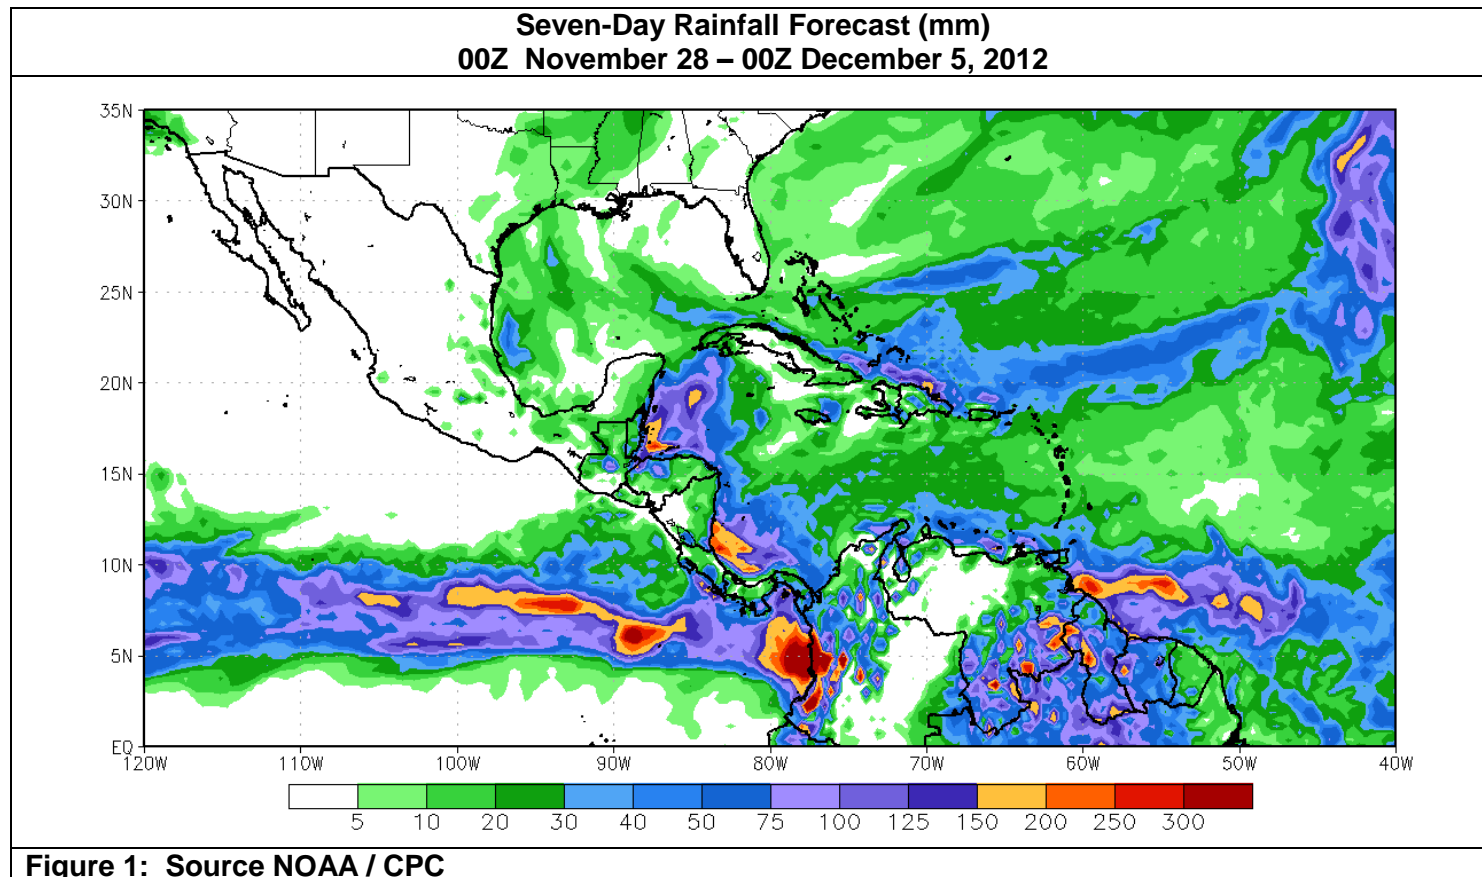 Seven-Day Rainfall Forecast (mm)
00Z  November 28 – 00Z December 5, 2012
35N
30N
25N
20N
15N
10N
5N
EQ
120W 110W 100W 90W 80W 70W 60W 50W 40W
5 10 20 30 40 50 75 100 125 150 200 250 300
Figure 1:  Source NOAA / CPC